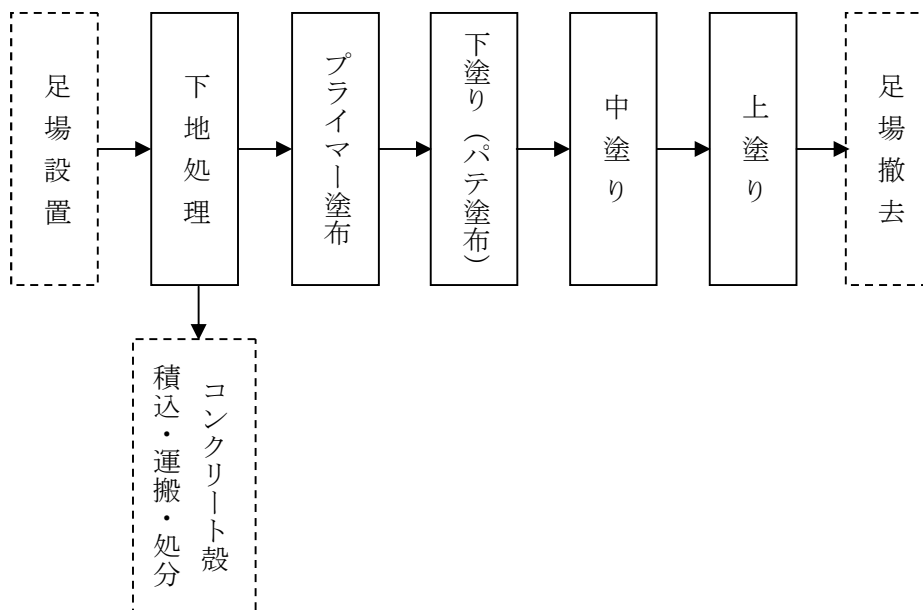 足場設置
下地処理
プライマー塗布
下塗り（パテ塗布）
中塗り
上塗り
足場撤去
コンクリート殻
積込・運搬・処分